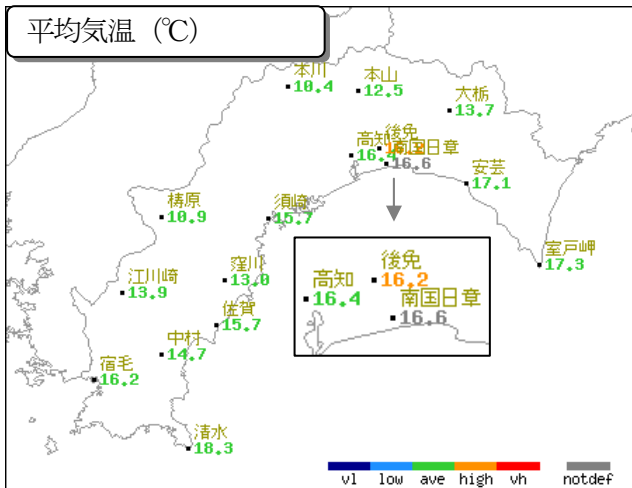 平均気温（℃）
本川
10.4
本山
12.5
大栃
13.7
後免
16.2
高知
16.4
南国日章
16.6
安芸
17.1
梼原
10.9
須崎
15.7
室戸岬
17.3
江川崎
13.9
窪川
13.0
佐賀
15.7
中村
14.7
宿毛
16.2
清水
18.3
後免
16.2
高知
16.4
南国日章
16.6
vl low ave high vh notdef